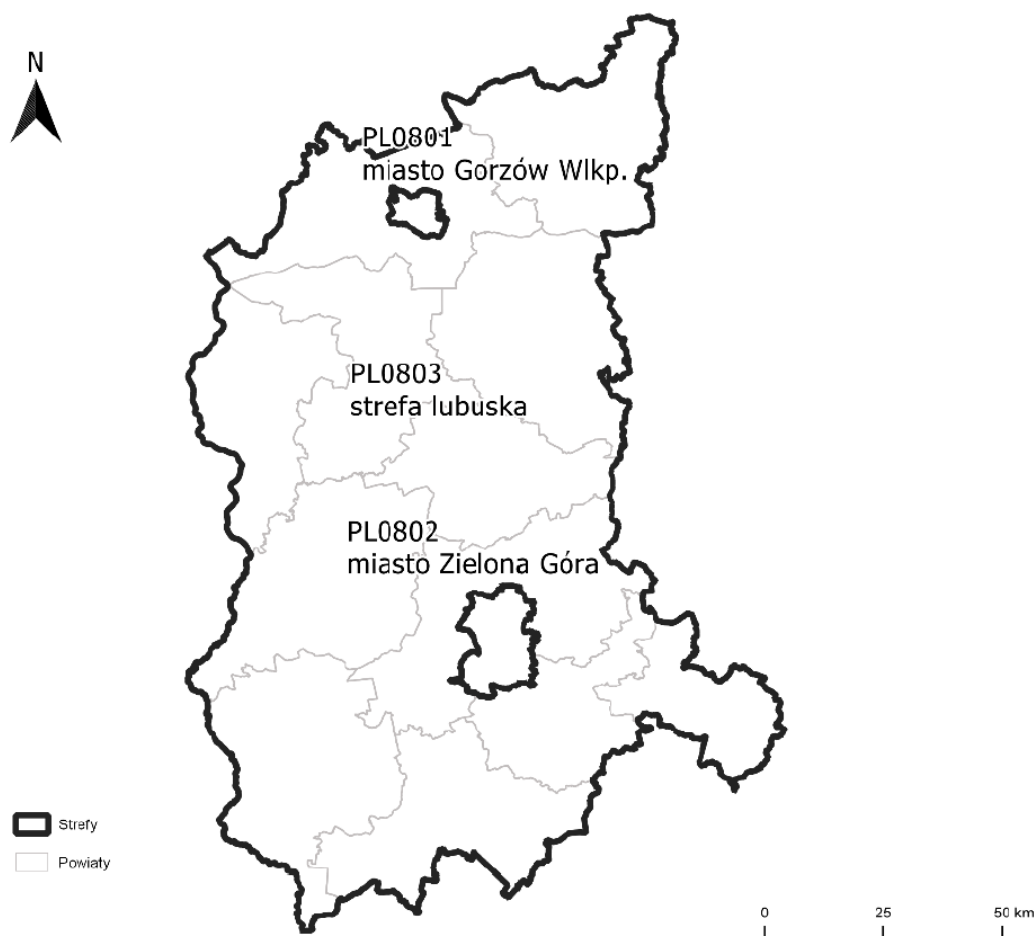 N
PL0801
miasto Gorzów Wlkp.
PL0803
strefa lubuska
PL0802
miasto Zielona Góra
Strefy
Powiaty
0 25 50 km